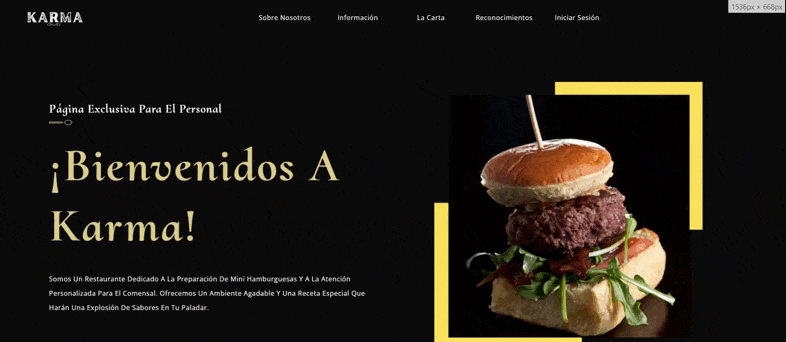 KARMA
Sobre Nosotros
Información
La Carta
Reconocimientos
Iniciar Sesión
1536px × 668px
Página Exclusiva Para El Personal
¡Bienvenidos A
Karma!
Somos Un Restaurante Dedicado A La Preparación De Mini Hamburguesas Y A La Atención
Personalizada Para El Comensal. Ofrecemos Un Ambiente Agadable Y Una Receta Especial Que
Harán Una Explosión De Sabores En Tu Paladar.